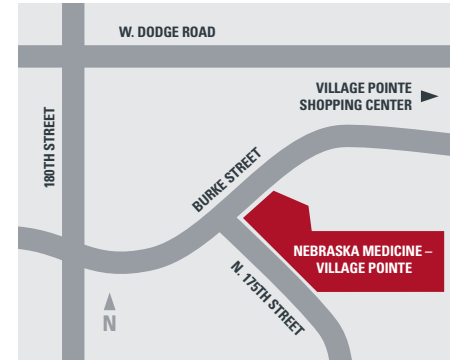 W. DODGE ROAD
VILLAGE POINTE
SHOPPING CENTER
180TH STREET
BURKE STREET
NEBRASKA MEDICINE –
VILLAGE POINTE
N. 175TH STREET
N